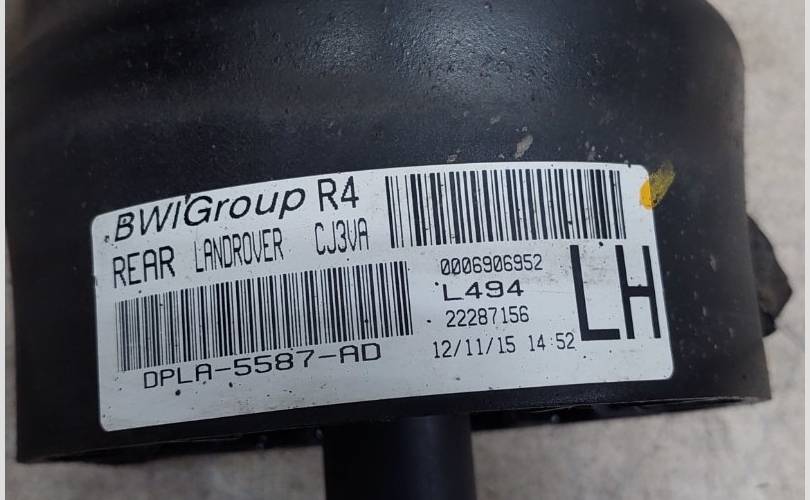 BWIGroup R4
REAR LANDROVER CJ3VA
0006906952
L494
22287156
LH
12/11/15 14:52
DPLA-5587-AD